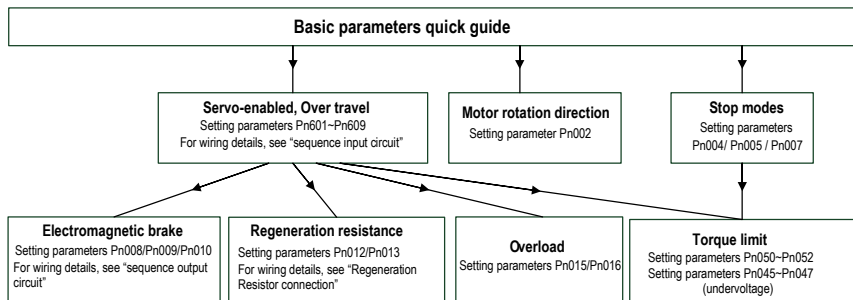 Basic parameters quick guide
Servo-enabled, Over travel
Setting parameters Pn601~Pn609
For wiring details, see “sequence input circuit”
Motor rotation direction
Setting parameter Pn002
Stop modes
Setting parameters
Pn004/ Pn005 / Pn007
Electromagnetic brake
Setting parameters Pn008/Pn009/Pn010
For wiring details, see “sequence output
circuit”
Regeneration resistance
Setting parameters Pn012/Pn013
For wiring details, see “Regeneration
Resistor connection”
Overload
Setting parameters Pn015/Pn016
Torque limit
Setting parameters Pn050~Pn052
Setting parameters Pn045~Pn047
(undervoltage)